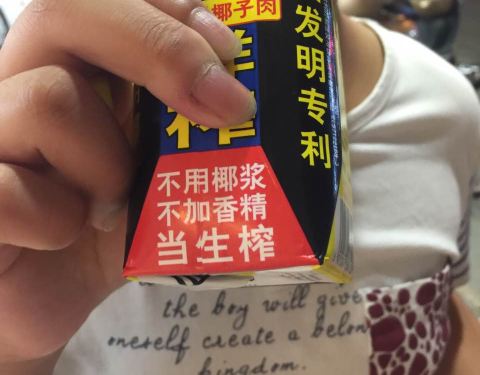 椰子肉
榨
发明专利
不用椰浆
不加香精
当生榨
the boy will give
oneself create a belon
kingdom.